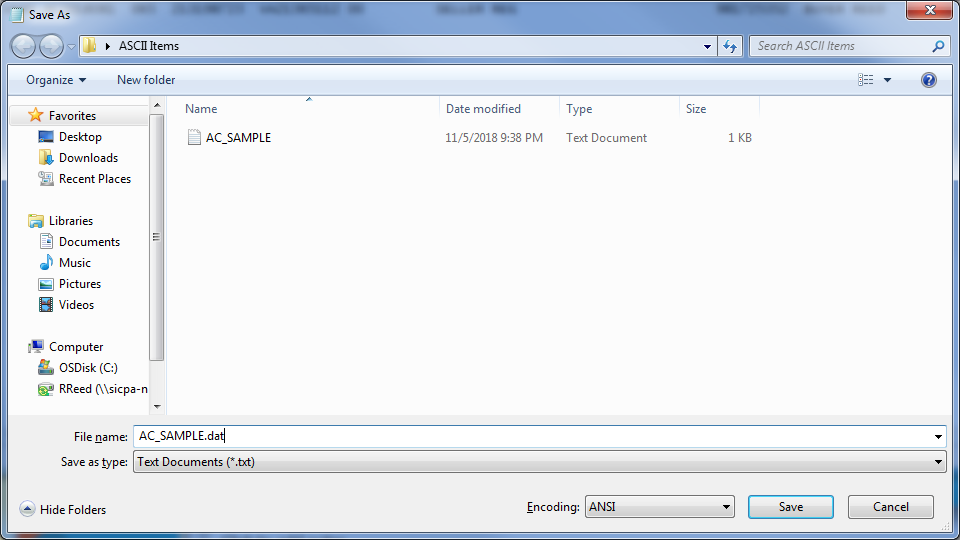 Save As
ASCII Items
Search ASCII Items
Organize New folder
Name Date modified Type Size
AC_SAMPLE 11/5/2018 9:38 PM Text Document 1 KB
Favorites
Desktop
Downloads
Recent Places
Libraries
Documents
Music
Pictures
Videos
Computer
OSDisk (C:)
RReed (\\sicpa-n
File name: AC_SAMPLE.dat
Save as type: Text Documents (*.txt)
Hide Folders Encoding: ANSI Save Cancel